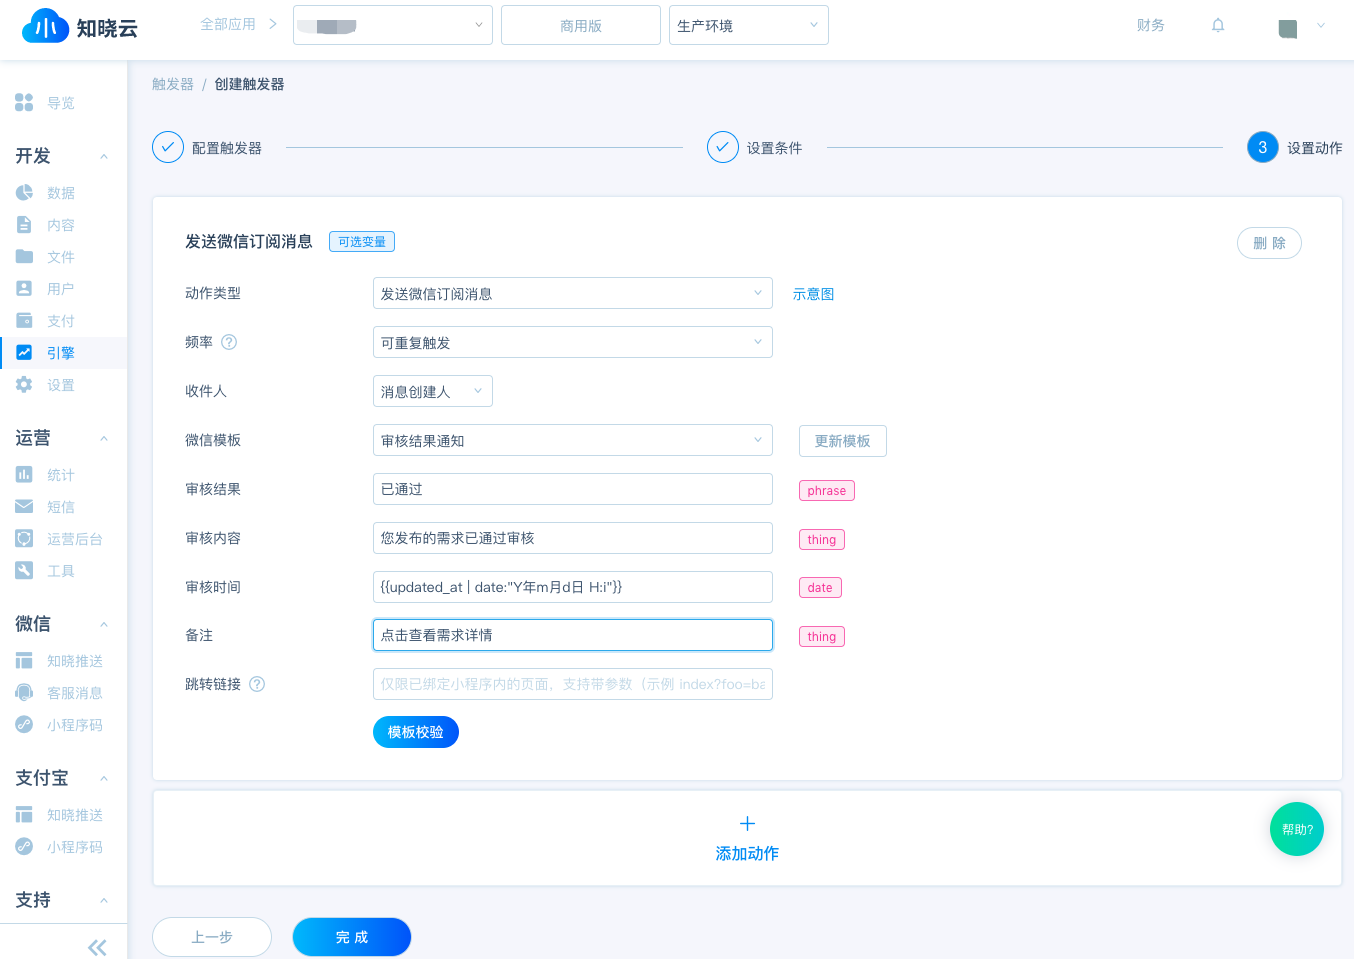 知晓云
全部应用
商用版
生产环境
财务
触发器 / 创建触发器
导览
开发
数据
内容
文件
用户
支付
引擎
设置
运营
统计
短信
运营后台
工具
微信
知晓推送
客服消息
小程序码
支付宝
知晓推送
小程序码
支持
配置触发器
设置条件
3 设置动作
发送微信订阅消息 可选变量
删 除
动作类型 发送微信订阅消息 示意图
频率 ? 可重复触发
收件人 消息创建人
微信模板 审核结果通知 更新模板
审核结果 已通过 phrase
审核内容 您发布的需求已通过审核 thing
审核时间 {{updated_at | date:"Y年m月d日 H:i"}} date
备注 点击查看需求详情 thing
跳转链接 ? 仅限已绑定小程序内的页面，支持带参数（示例 index?foo=ba
模板校验
添加动作
帮助?
上一步 完 成